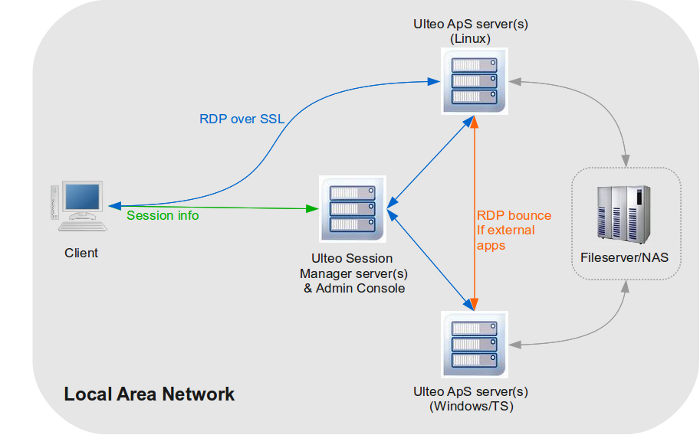 Ulteo ApS server(s)
(Linux)
RDP over SSL
Session info
Client
Ulteo Session
Manager server(s)
& Admin Console
RDP bounce
If external
apps
Fileserver/NAS
Ulteo ApS server(s)
(Windows/TS)
Local Area Network